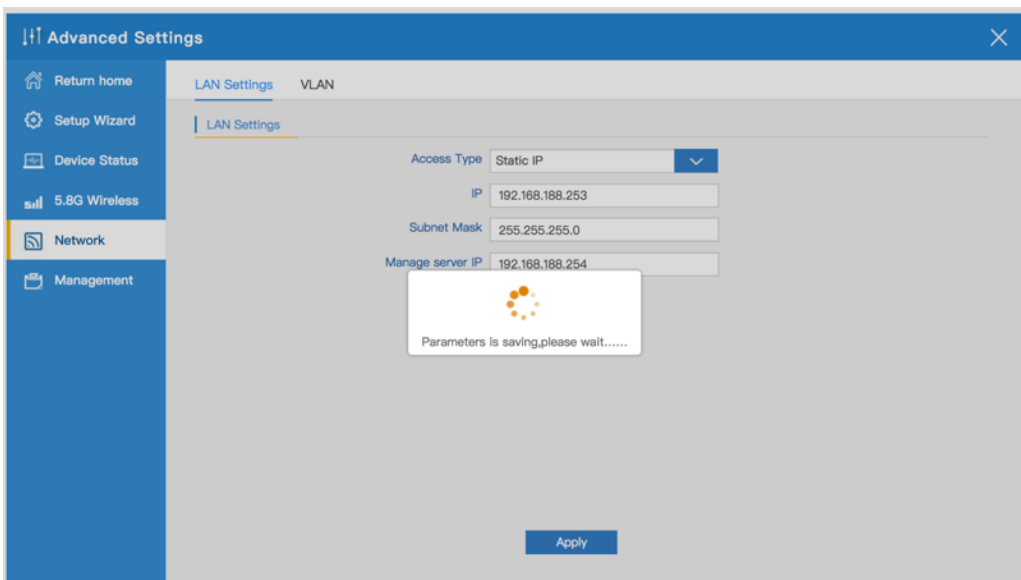 Advanced Settings
Return home
Setup Wizard
Device Status
5.8G Wireless
Network
Management
LAN Settings VLAN
LAN Settings
Access Type Static IP
IP 192.168.188.253
Subnet Mask 255.255.255.0
Manage server IP 192.168.188.254
Parameters is saving,please wait......
Apply